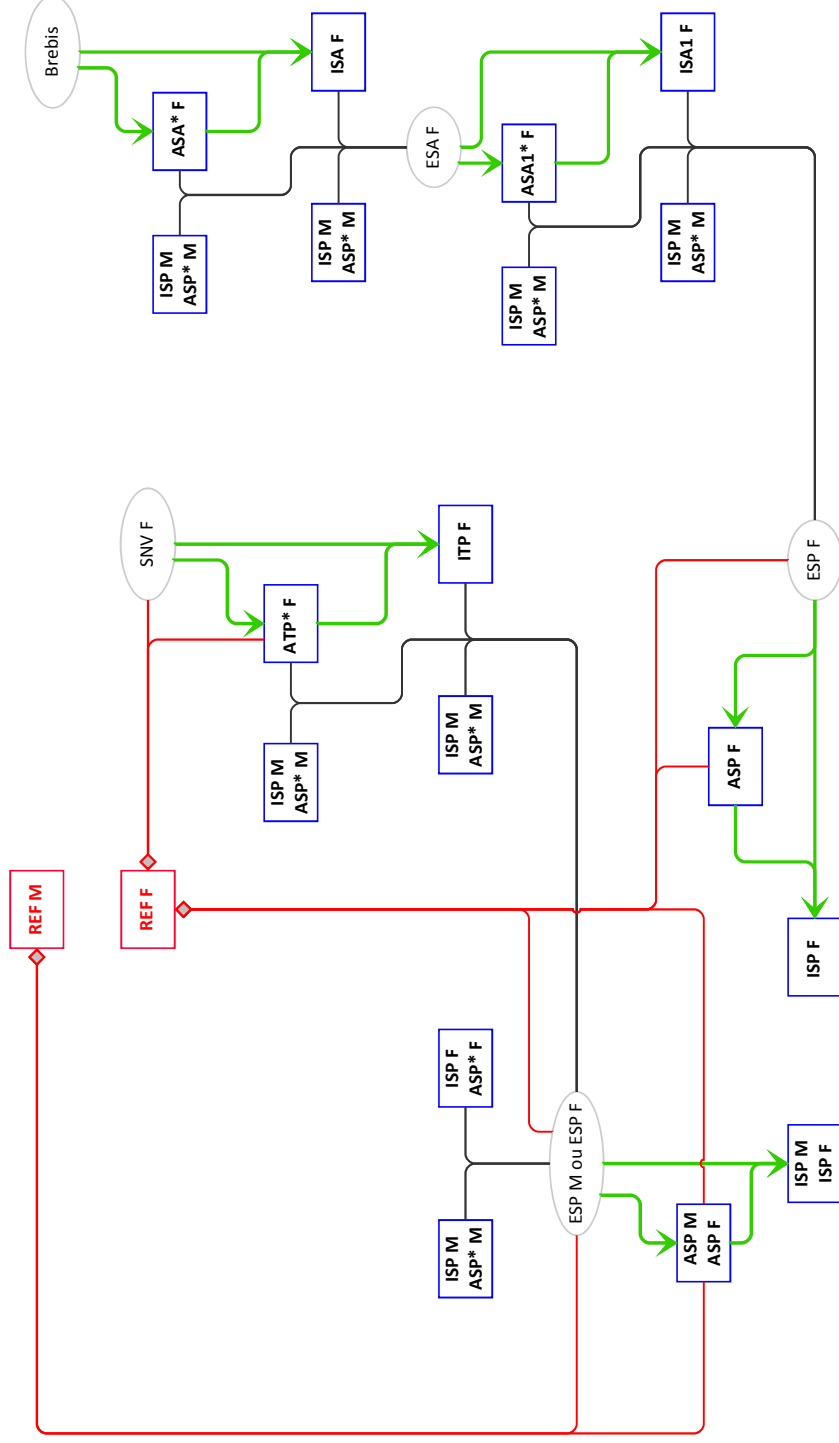 REF M
Brebis
REF F
SNV F
ISP M
ASP* M
ASA* F
ISP M
ASP* M
ATP* F
ISP M
ASP* M
ISA F
ESA F
ISP M
ASP* M
ISP F
ASP* F
ISP M
ASP* M
ITP F
ISP M
ASP* M
ASA1* F
ESP M ou ESP F
ISP M
ASP* M
ISA1 F
ASP M
ASP F
ASP F
ISP M
ISP F
ISP F
ESP F